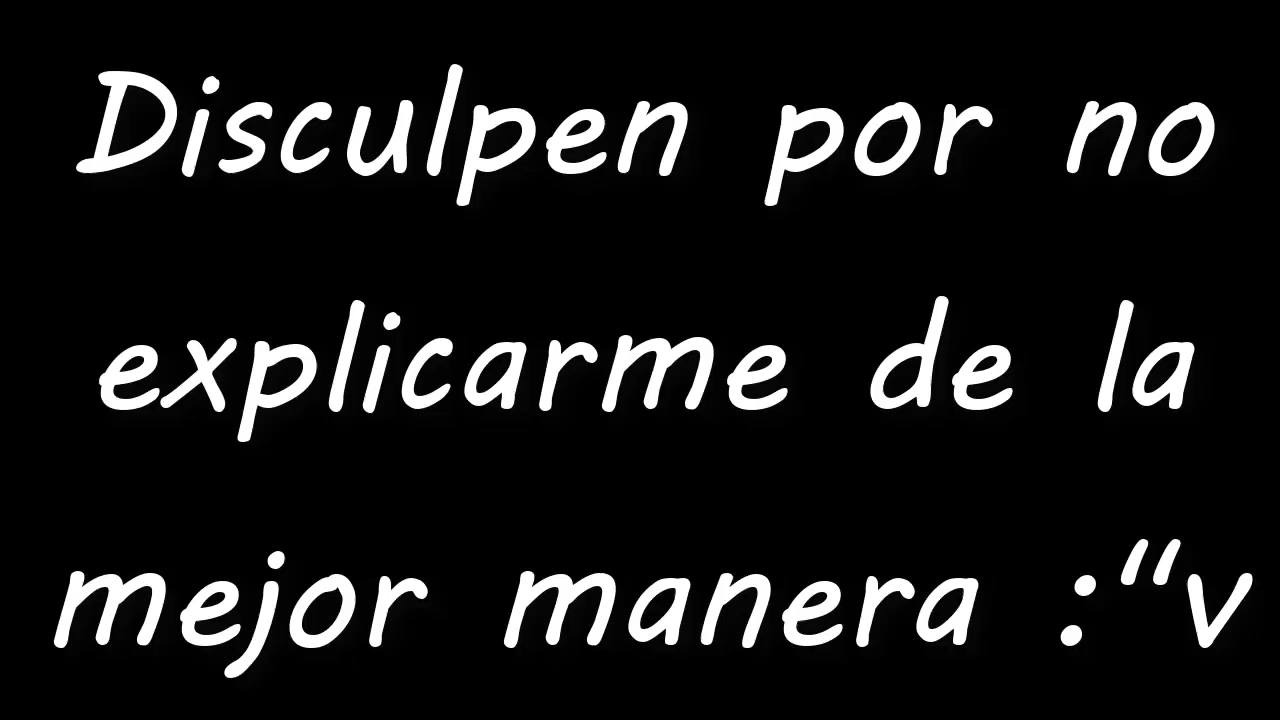 Disculpen por no
explicarme de la
mejor manera :“v